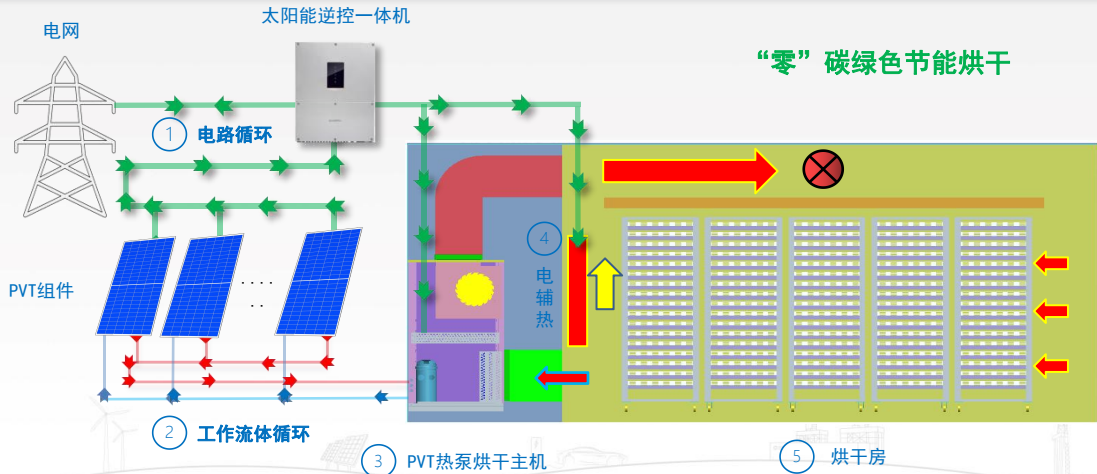 太阳能逆控一体机
电网
“零”碳绿色节能烘干
1 电路循环
4
电
辅
热
PVT组件
....
..
2 工作流体循环
3 PVT热泵烘干主机
5 烘干房